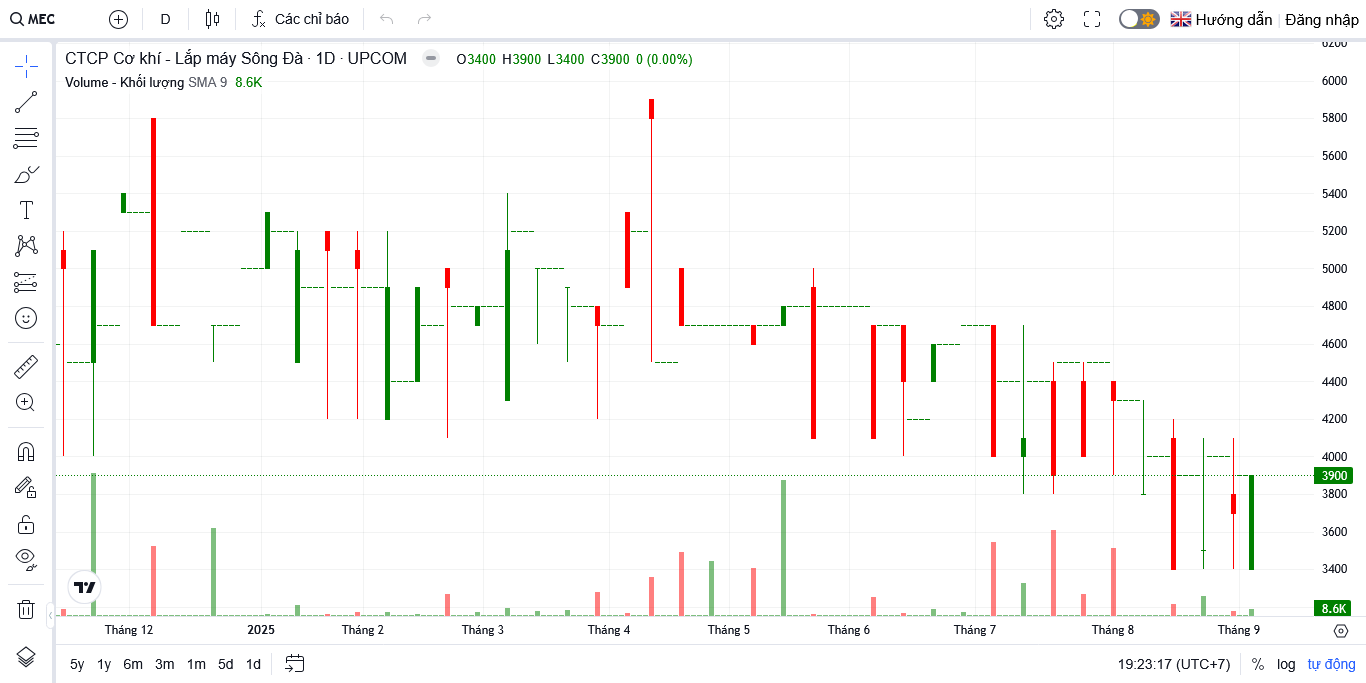 MEC D Các chỉ báo Hướng dẫn Đăng nhập
CTCP Cơ khí - Lắp máy Sông Đà · 1D · UPCOM O3400 H3900 L3400 C3900 0 (0.00%)
Volume - Khối lượng SMA 9 8.6K
6200
6000
5800
5600
5400
5200
5000
4800
4600
4400
4200
4000
3900
3800
3600
3400
8.6K
Tháng 12 2025 Tháng 2 Tháng 3 Tháng 4 Tháng 5 Tháng 6 Tháng 7 Tháng 8 Tháng 9
5y 1y 6m 3m 1m 5d 1d 19:23:17 (UTC+7) % log tự động